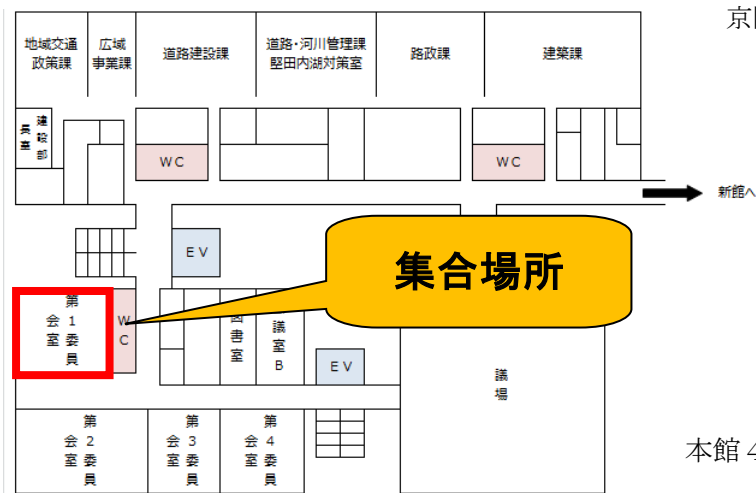 京
地域交通
政策課
広域
事業課
道路建設課
道路・河川管理課
堅田内湖対策室
路政課
建築課
建設部
長室
WC
WC
新館へ
EV
集合場所
第1委員
会室
WC
図書室
議室B
EV
議場
第2委員
会室
第3委員
会室
第4委員
会室
本館4